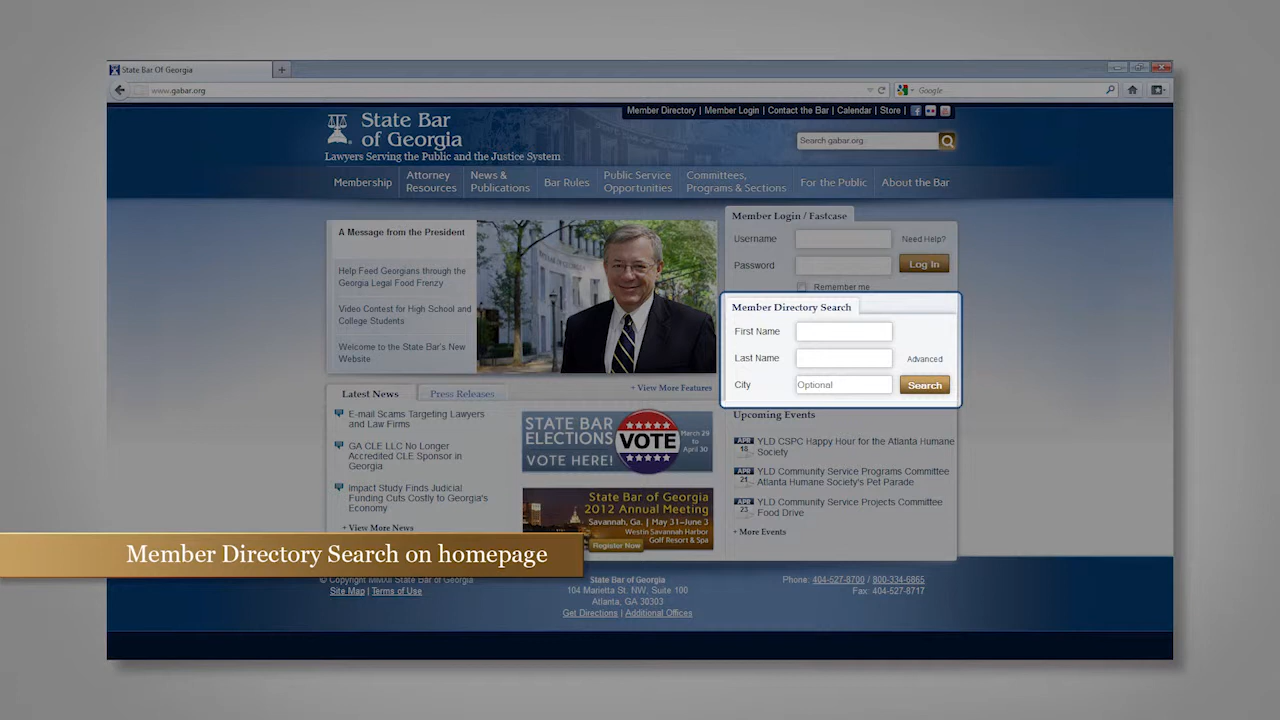 State Bar Of Georgia
www.gabar.org
Google
Member Directory | Member Login | Contact the Bar | Calendar | Store |
State Bar
of Georgia
Lawyers Serving the Public and the Justice System
Search gabar.org
Membership
Attorney
Resources
News &
Publications
Bar Rules
Public Service
Opportunities
Committees,
Programs & Sections
For the Public
About the Bar
A Message from the President
Help Feed Georgians through the
Georgia Legal Food Frenzy
Video Contest for High School and
College Students
Welcome to the State Bar's New
Website
+ View More Features
Member Login / Fastcase
Username
Need Help?
Password
Log In
Remember me
Member Directory Search
First Name
Last Name
Advanced
City
Optional
Search
Latest News
Press Releases
E-mail Scams Targeting Lawyers
and Law Firms
GA CLE LLC No Longer
Accredited CLE Sponsor in
Georgia
Impact Study Finds Judicial
Funding Cuts Costly to Georgia's
Economy
+ View More News
STATE BAR
ELECTIONS
VOTE HERE!
VOTE
March 29
to
April 30
State Bar of Georgia
2012 Annual Meeting
Savannah, Ga. | May 31-June 3
Westin Savannah Harbor
Golf Resort & Spa
Register Now
Upcoming Events
APR
18
YLD CSPC Happy Hour for the Atlanta Humane
Society
APR
21
YLD Community Service Programs Committee
Atlanta Humane Society's Pet Parade
APR
23
YLD Community Service Projects Committee
Food Drive
+ More Events
Member Directory Search on homepage
© Copyright MMXII State Bar of Georgia
Site Map | Terms of Use
State Bar of Georgia
104 Marietta St. NW, Suite 100
Atlanta, GA 30303
Get Directions | Additional Offices
Phone: 404-527-8700 / 800-334-6865
Fax: 404-527-8717